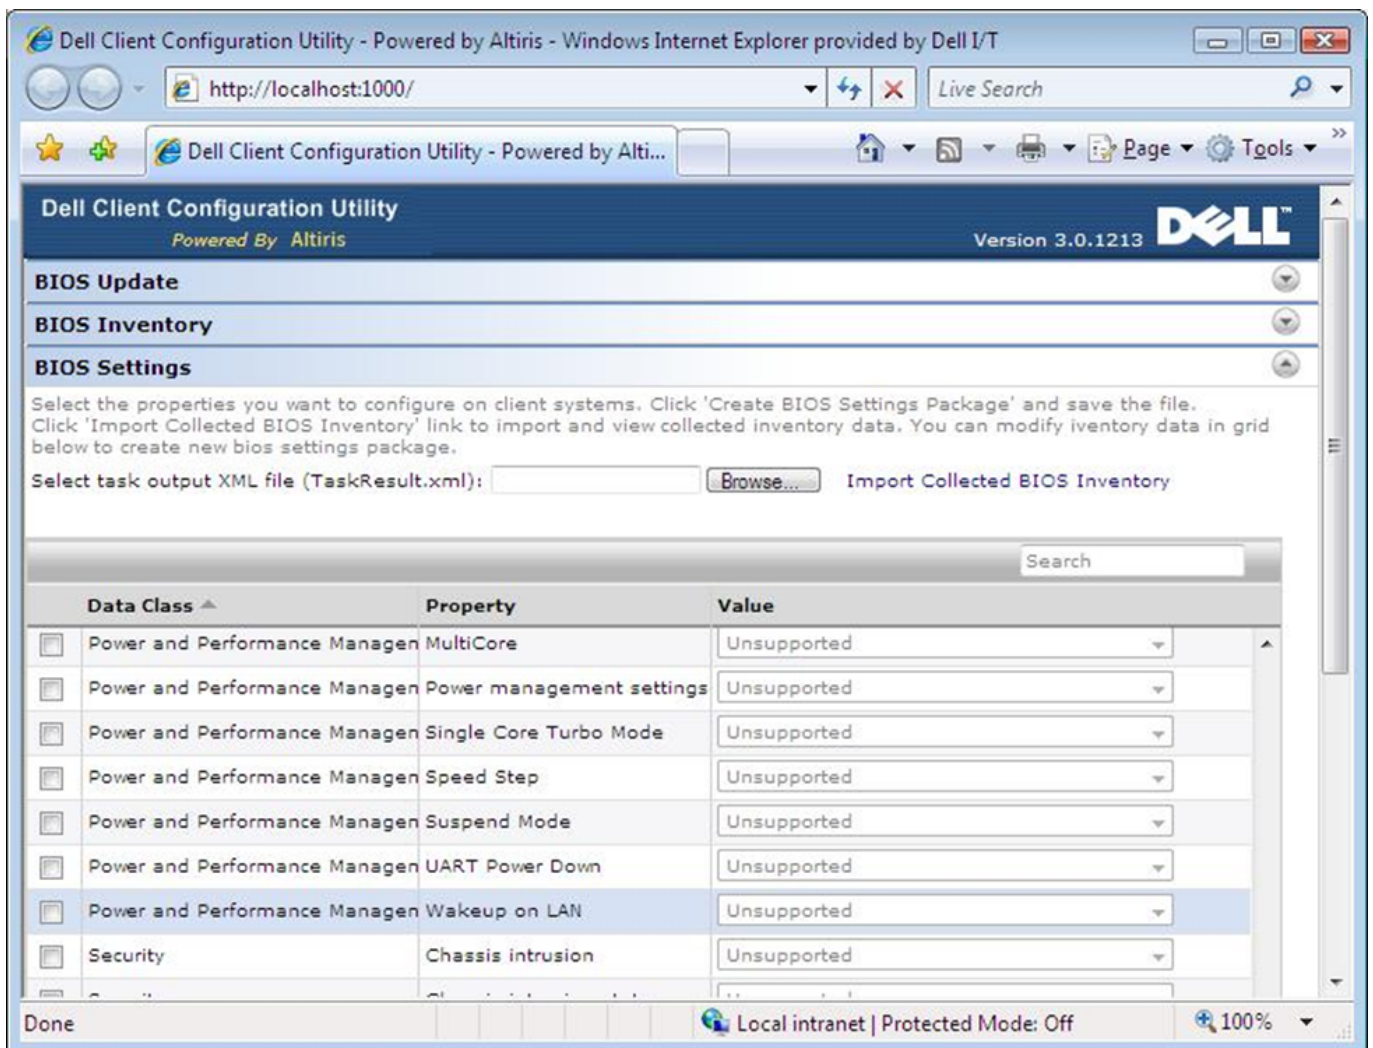 Dell Client Configuration Utility - Powered by Altiris - Windows Internet Explorer provided by Dell I/T
http://localhost:1000/
Live Search
Dell Client Configuration Utility - Powered by Alti...
Page
Tools
Dell Client Configuration Utility
Powered By Altiris
Version 3.0.1213
DELL™
BIOS Update
BIOS Inventory
BIOS Settings
Select the properties you want to configure on client systems. Click 'Create BIOS Settings Package' and save the file.
Click 'Import Collected BIOS Inventory' link to import and view collected inventory data. You can modify iventory data in grid
below to create new bios settings package.
Select task output XML file (TaskResult.xml): Browse... Import Collected BIOS Inventory
Search
Data Class Property Value
Power and Performance Managen MultiCore Unsupported
Power and Performance Managen Power management settings Unsupported
Power and Performance Managen Single Core Turbo Mode Unsupported
Power and Performance Managen Speed Step Unsupported
Power and Performance Managen Suspend Mode Unsupported
Power and Performance Managen UART Power Down Unsupported
Power and Performance Managen Wakeup on LAN Unsupported
Security Chassis intrusion Unsupported
Done Local intranet | Protected Mode: Off 100%